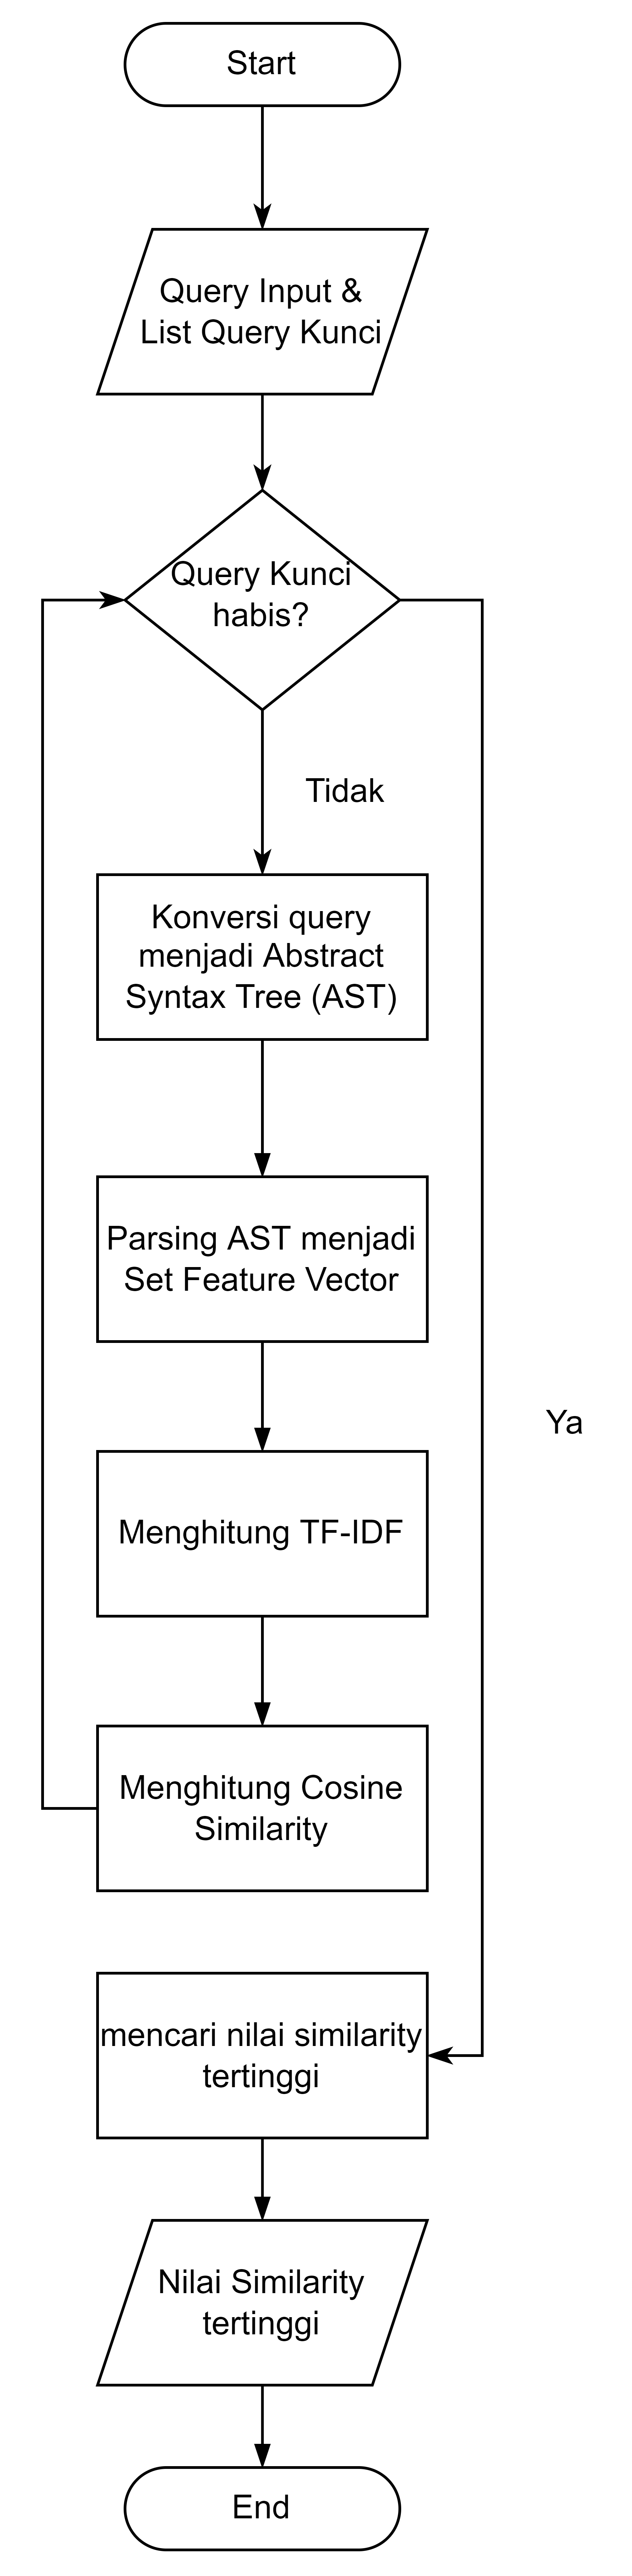 Start
Query Input &
List Query Kunci
Query Kunci
habis?
Tidak
Konversi query
menjadi Abstract
Syntax Tree (AST)
Parsing AST menjadi
Set Feature Vector
Ya
Menghitung TF-IDF
Menghitung Cosine
Similarity
mencari nilai similarity
tertinggi
Nilai Similarity
tertinggi
End